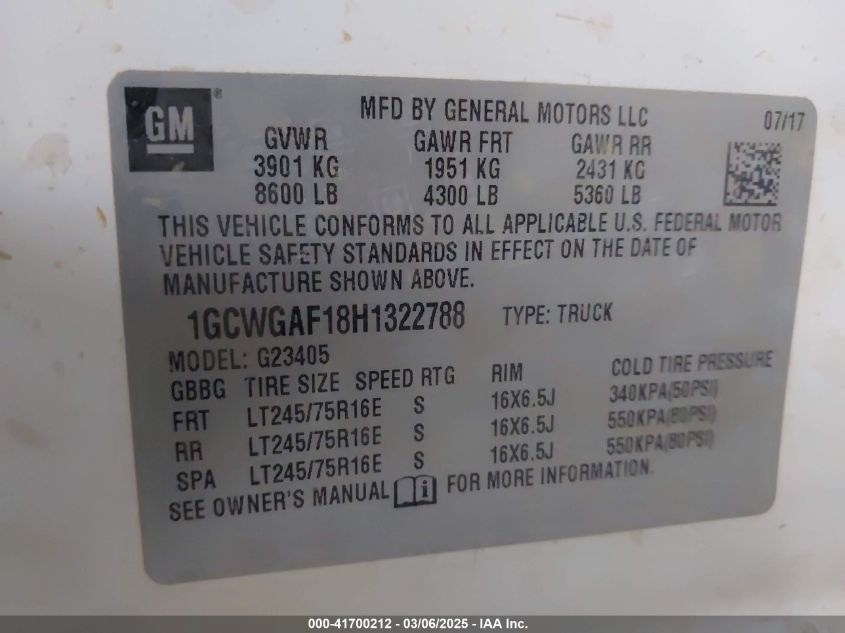 GM ®
MFD BY GENERAL MOTORS LLC 07/17
GVWR GAWR FRT GAWR RR
3901 KG 1951 KG 2431 KG
8600 LB 4300 LB 5360 LB
THIS VEHICLE CONFORMS TO ALL APPLICABLE U.S. FEDERAL MOTOR
VEHICLE SAFETY STANDARDS IN EFFECT ON THE DATE OF
MANUFACTURE SHOWN ABOVE.
1GCWGAF18H1322788 TYPE: TRUCK
MODEL: G23405
GBBG TIRE SIZE SPEED RTG RIM COLD TIRE PRESSURE
FRT LT245/75R16E S 16X6.5J 340KPA(50PSI)
RR LT245/75R16E S 16X6.5J 550KPA(80PSI)
SPA LT245/75R16E S 16X6.5J 550KPA(80PSI)
SEE OWNER'S MANUAL i FOR MORE INFORMATION.
000-41700212 - 03/06/2025 - IAA Inc.